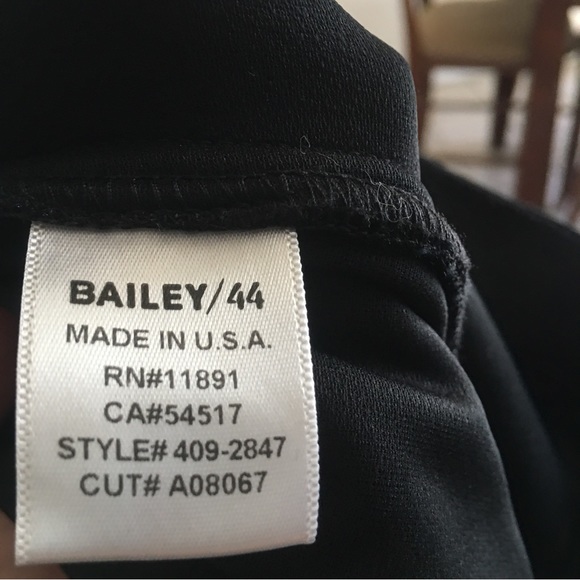 BAILEY/44
MADE IN U.S.A.
RN#11891
CA#54517
STYLE# 409-2847
CUT# A08067